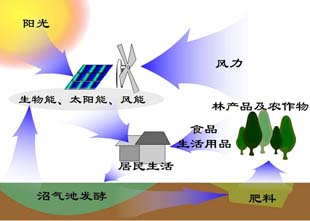 阳光
风力
生物能、太阳能、风能
林产品及农作物
食品
生活用品
居民生活
沼气池发酵
肥料